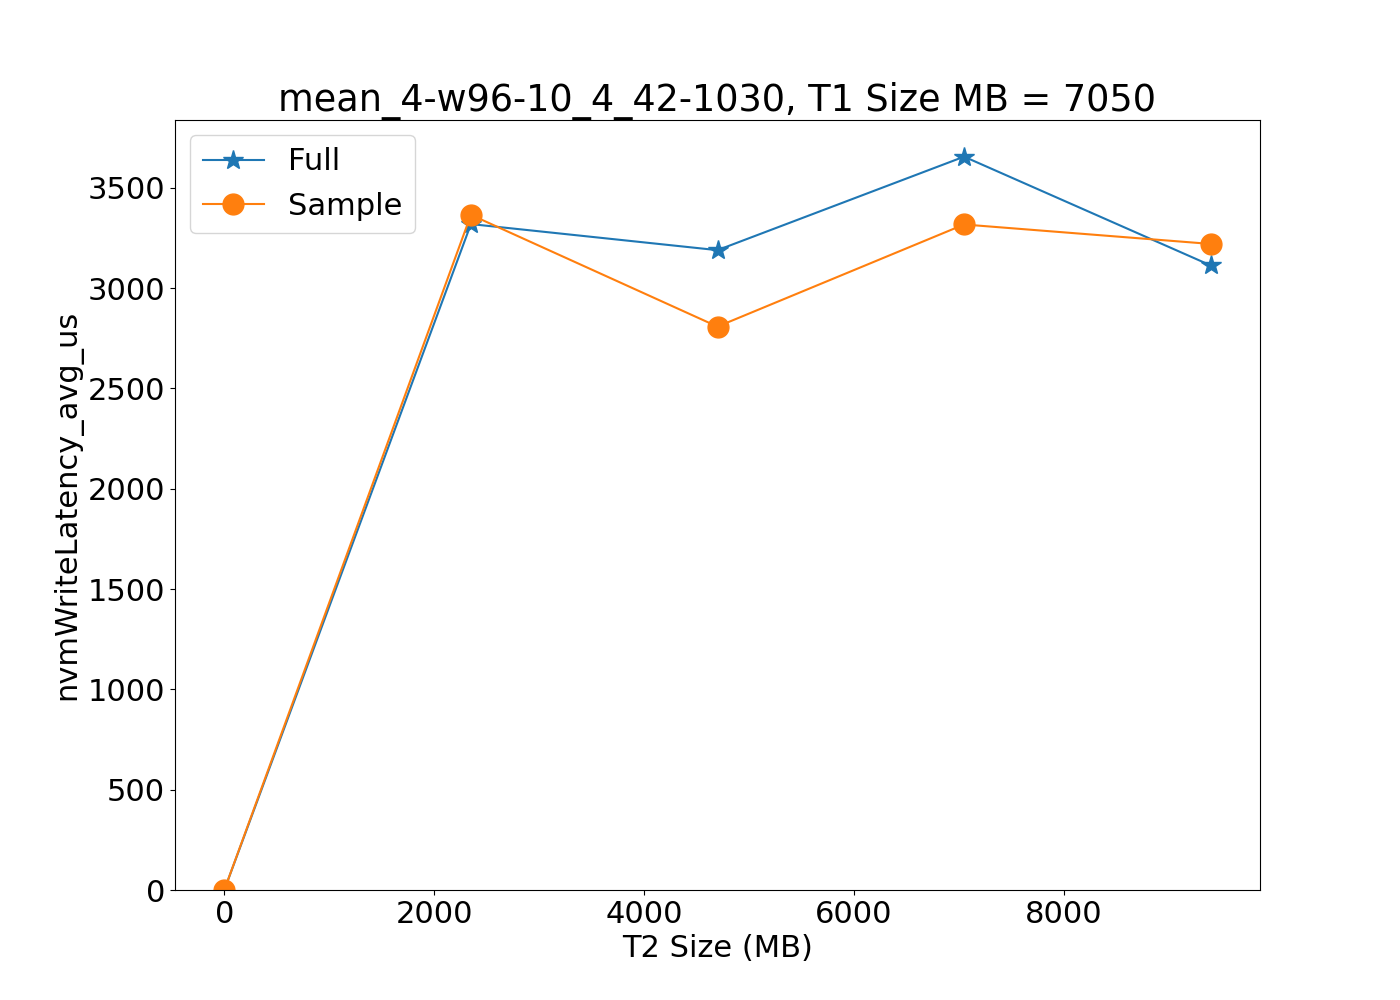 mean_4-w96-10_4_42-1030, T1 Size MB = 7050
Full
Sample
nvmWriteLatency_avg_us
3500
3000
2500
2000
1500
1000
500
0
0 2000 4000 6000 8000
T2 Size (MB)